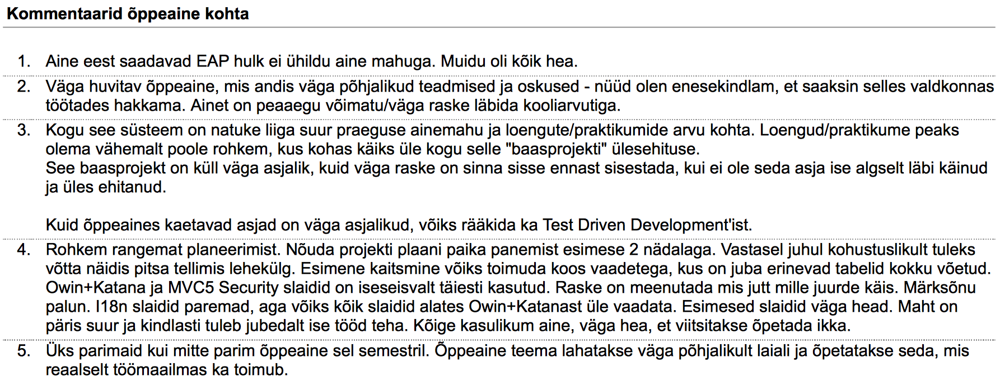 Kommentaarid õppeaine kohta
1. Aine eest saadavad EAP hulk ei ühildu aine mahuga. Muidu oli kõik hea.
2. Väga huvitav õppeaine, mis andis väga põhjalikud teadmised ja oskused - nüüd olen enesekindlam, et saaksin selles valdkonnas
töötades hakkama. Ainet on peaaegu võimatu/väga raske läbida kooliarvutiga.
3. Kogu see süsteem on natuke liiga suur praeguse ainemahu ja loengute/praktikumide arvu kohta. Loengud/praktikume peaks
olema vähemalt poole rohkem, kus kohas käiks üle kogu selle "baasprojekti" ülesehituse.
See baasprojekt on küll väga asjalik, kuid väga raske on sinna sisse ennast sisestada, kui ei ole seda asja ise algselt läbi käinud
ja üles ehitanud.
Kuid õppeaines kaetavad asjad on väga asjalikud, võiks rääkida ka Test Driven Development'ist.
4. Rohkem rangemat planeerimist. Nõuda projekti plaani paika panemist esimese 2 nädalaga. Vastasel juhul kohustuslikult tuleks
võtta näidis pitsa tellimis lehekülg. Esimene kaitsmine võiks toimuda koos vaadetega, kus on juba erinevad tabelid kokku võetud.
Owin+Katana ja MVC5 Security slaidid on iseseisvalt täiesti kasutud. Raske on meenutada mis jutt mille juurde käis. Märksõnu
palun. I18n slaidid paremad, aga võiks kõik slaidid alates Owin+Katanast üle vaadata. Esimesed slaidid väga head. Maht on
päris suur ja kindlasti tuleb jubedalt ise tööd teha. Kõige kasulikum aine, väga hea, et viitsitakse õpetada ikka.
5. Üks parimaid kui mitte parim õppeaine sel semestril. Õppeaine teema lahatakse väga põhjalikult laiali ja õpetatakse seda, mis
reaalselt töömaailmas ka toimub.